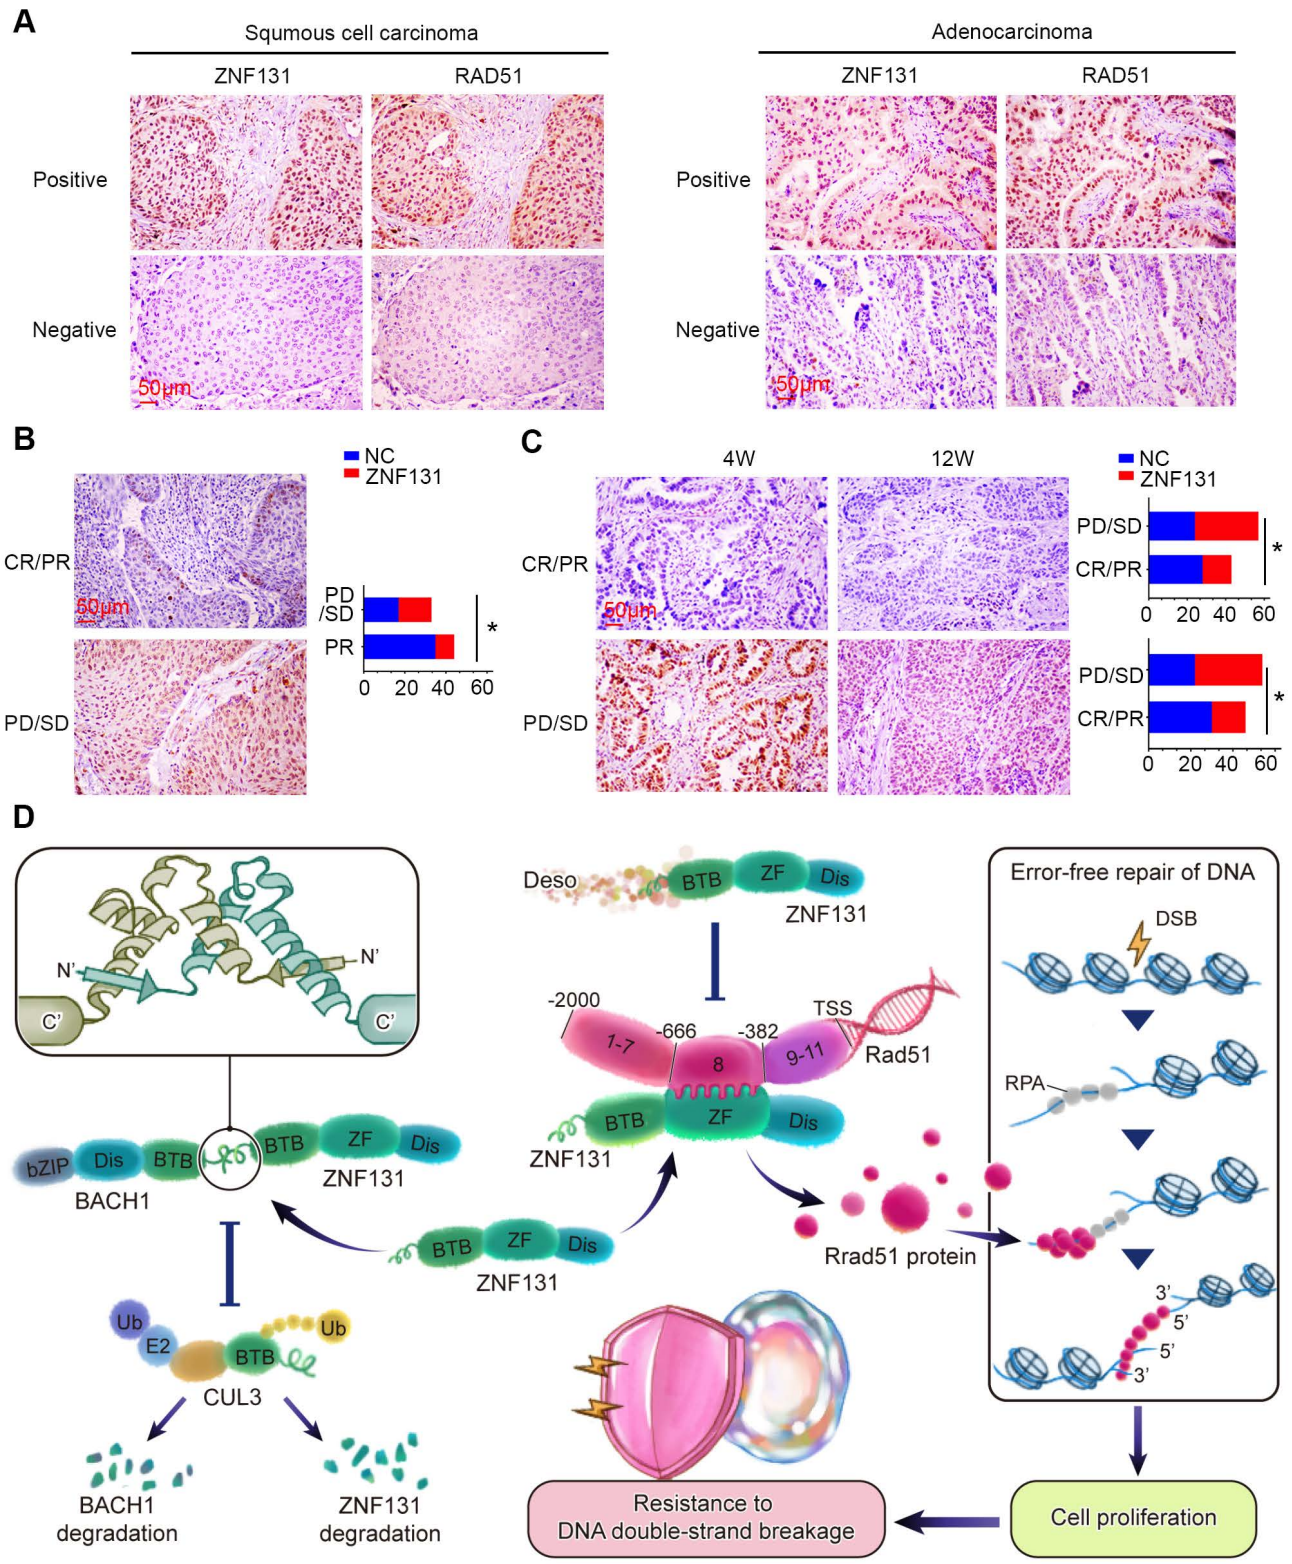 A
Squmous cell carcinoma
ZNF131
RAD51
Positive
Negative
50μm
Adenocarcinoma
ZNF131
RAD51
Positive
Negative
50μm
B
CR/PR
50μm
PD/SD
NC
ZNF131
PD
/SD
PR
*
0 20 40 60
C
4W
12W
CR/PR
50μm
PD/SD
NC
ZNF131
PD/SD
CR/PR
*
0 20 40 60
PD/SD
CR/PR
*
0 20 40 60
D
N’
N’
C’
C’
bZIP
Dis
BTB
BTB
ZF
Dis
BACH1
ZNF131
Ub
E2
BTB
Ub
CUL3
BACH1
degradation
ZNF131
degradation
Deso
BTB
ZF
Dis
ZNF131
-2000
-666
-382
TSS
1-7
8
9-11
Rad51
BTB
ZF
Dis
ZNF131
BTB
ZF
Dis
ZNF131
Rrad51 protein
Error-free repair of DNA
DSB
RPA
3’
5’
5’
3’
Cell proliferation
Resistance to
DNA double-strand breakage